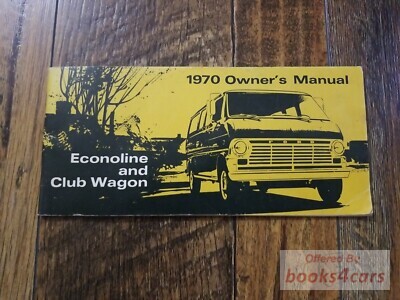 1970 Owner's Manual
Econoline
and
Club Wagon
Offered By
books4cars